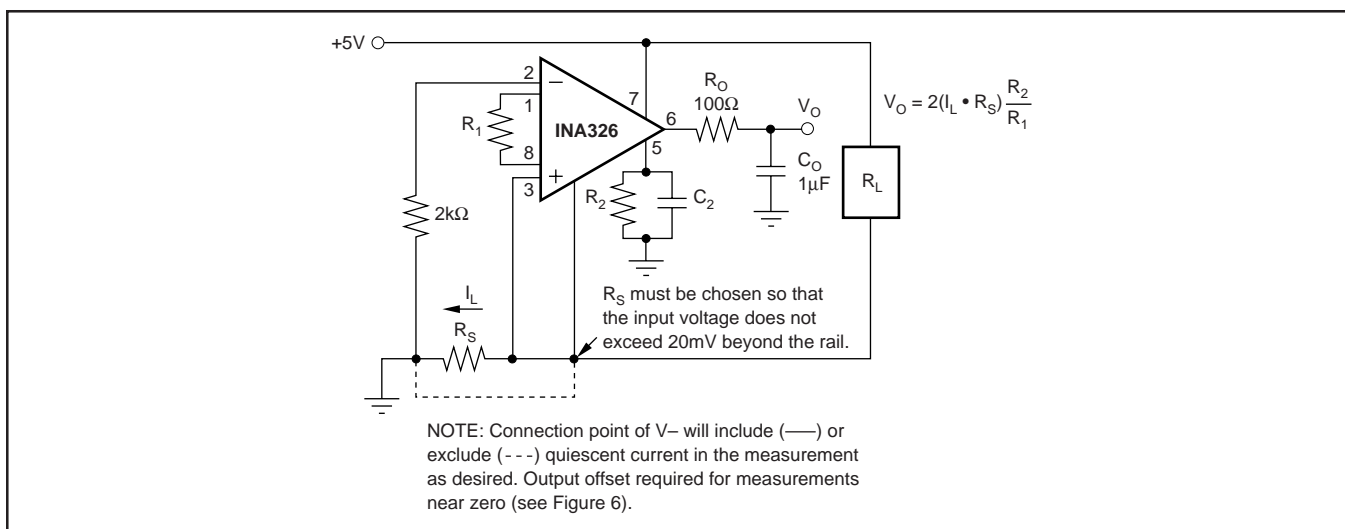 +5V
2
−
1
R1
8
+
3
INA326
7
6
5
RO
100Ω
VO
VO = 2(IL • RS) R2
R1
CO
1µF
RL
R2
C2
2kΩ
IL
RS
RS must be chosen so that
the input voltage does not
exceed 20mV beyond the rail.
NOTE: Connection point of V– will include (——) or
exclude (- - -) quiescent current in the measurement
as desired. Output offset required for measurements
near zero (see Figure 6).